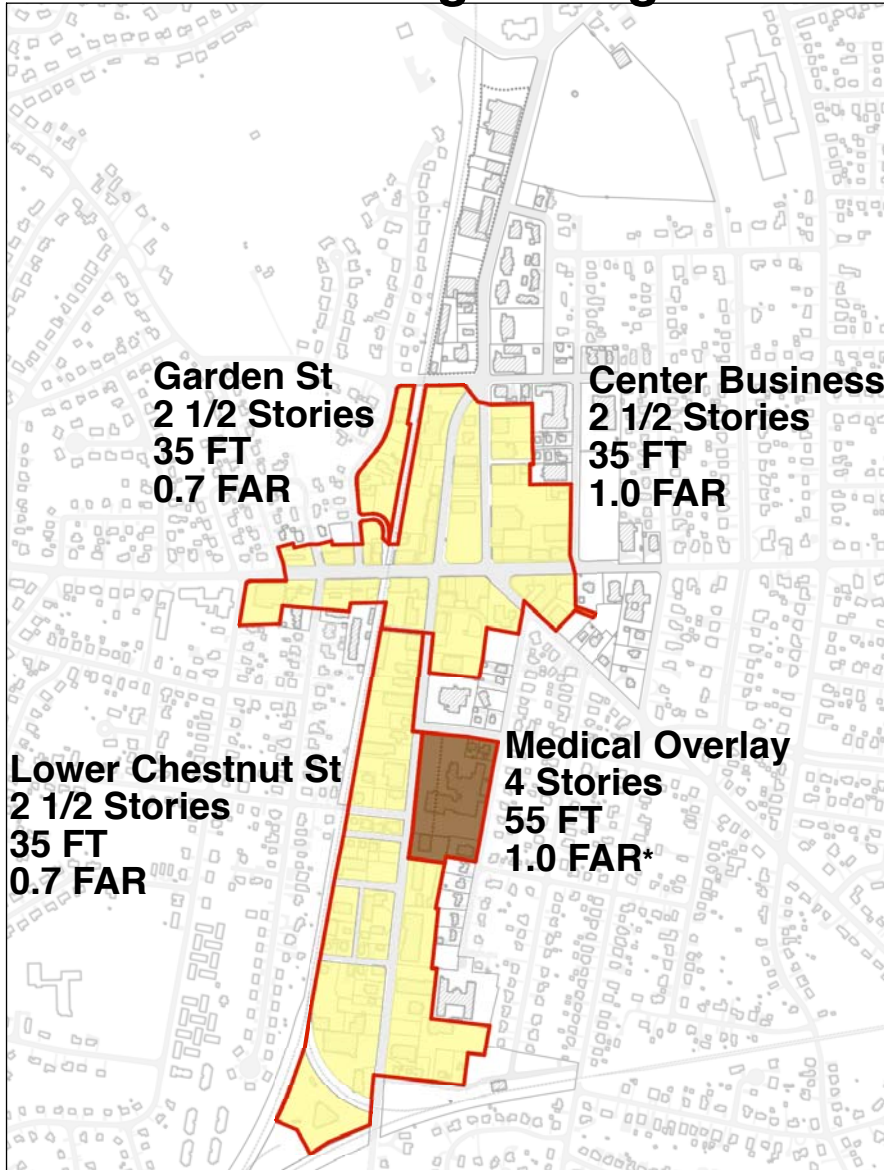 Garden St
2 1/2 Stories
35 FT
0.7 FAR
Center Business
2 1/2 Stories
35 FT
1.0 FAR
Lower Chestnut St
2 1/2 Stories
35 FT
0.7 FAR
Medical Overlay
4 Stories
55 FT
1.0 FAR*